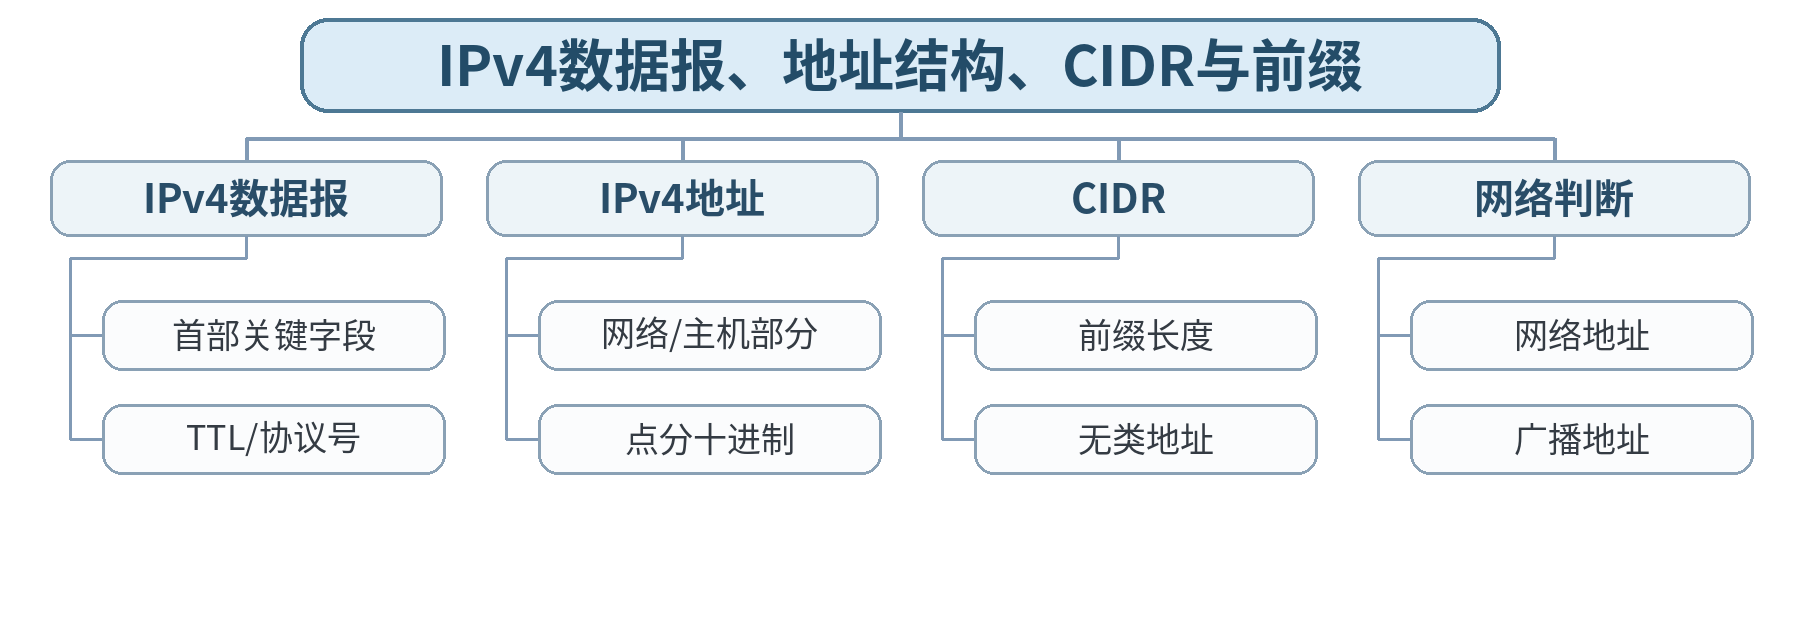 IPv4数据报、地址结构、CIDR与前缀
IPv4数据报
IPv4地址
CIDR
网络判断
首部关键字段
网络/主机部分
前缀长度
网络地址
TTL/协议号
点分十进制
无类地址
广播地址